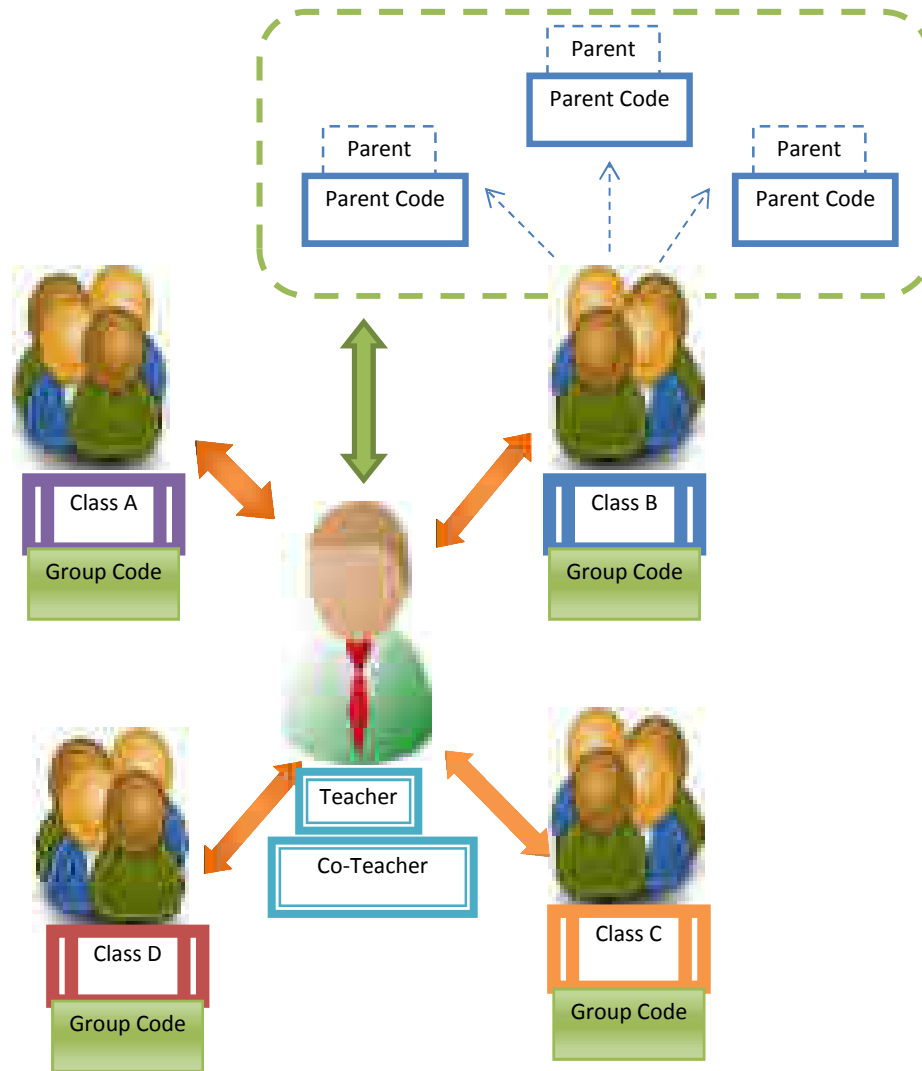 Parent
Parent Code
Parent
Parent Code
Parent
Parent Code
Class A
Group Code
Class B
Group Code
Teacher
Co-Teacher
Class D
Group Code
Class C
Group Code